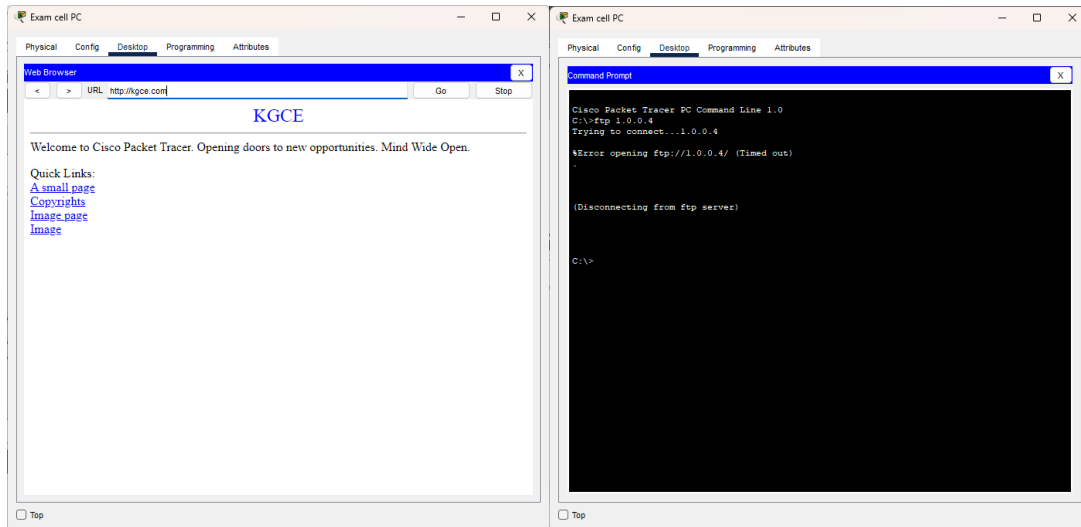 Exam cell PC
Physical Config Desktop Programming Attributes
Web Browser
X
< > URL http://kgce.com Go Stop
KGCE
Welcome to Cisco Packet Tracer. Opening doors to new opportunities. Mind Wide Open.
Quick Links:
A small page
Copyrights
Image page
Image
Top
Exam cell PC
Physical Config Desktop Programming Attributes
Command Prompt
X
Cisco Packet Tracer PC Command Line 1.0
C:\>ftp 1.0.0.4
Trying to connect...1.0.0.4
%Error opening ftp://1.0.0.4/ (Timed out)
.
(Disconnecting from ftp server)
C:\>
Top